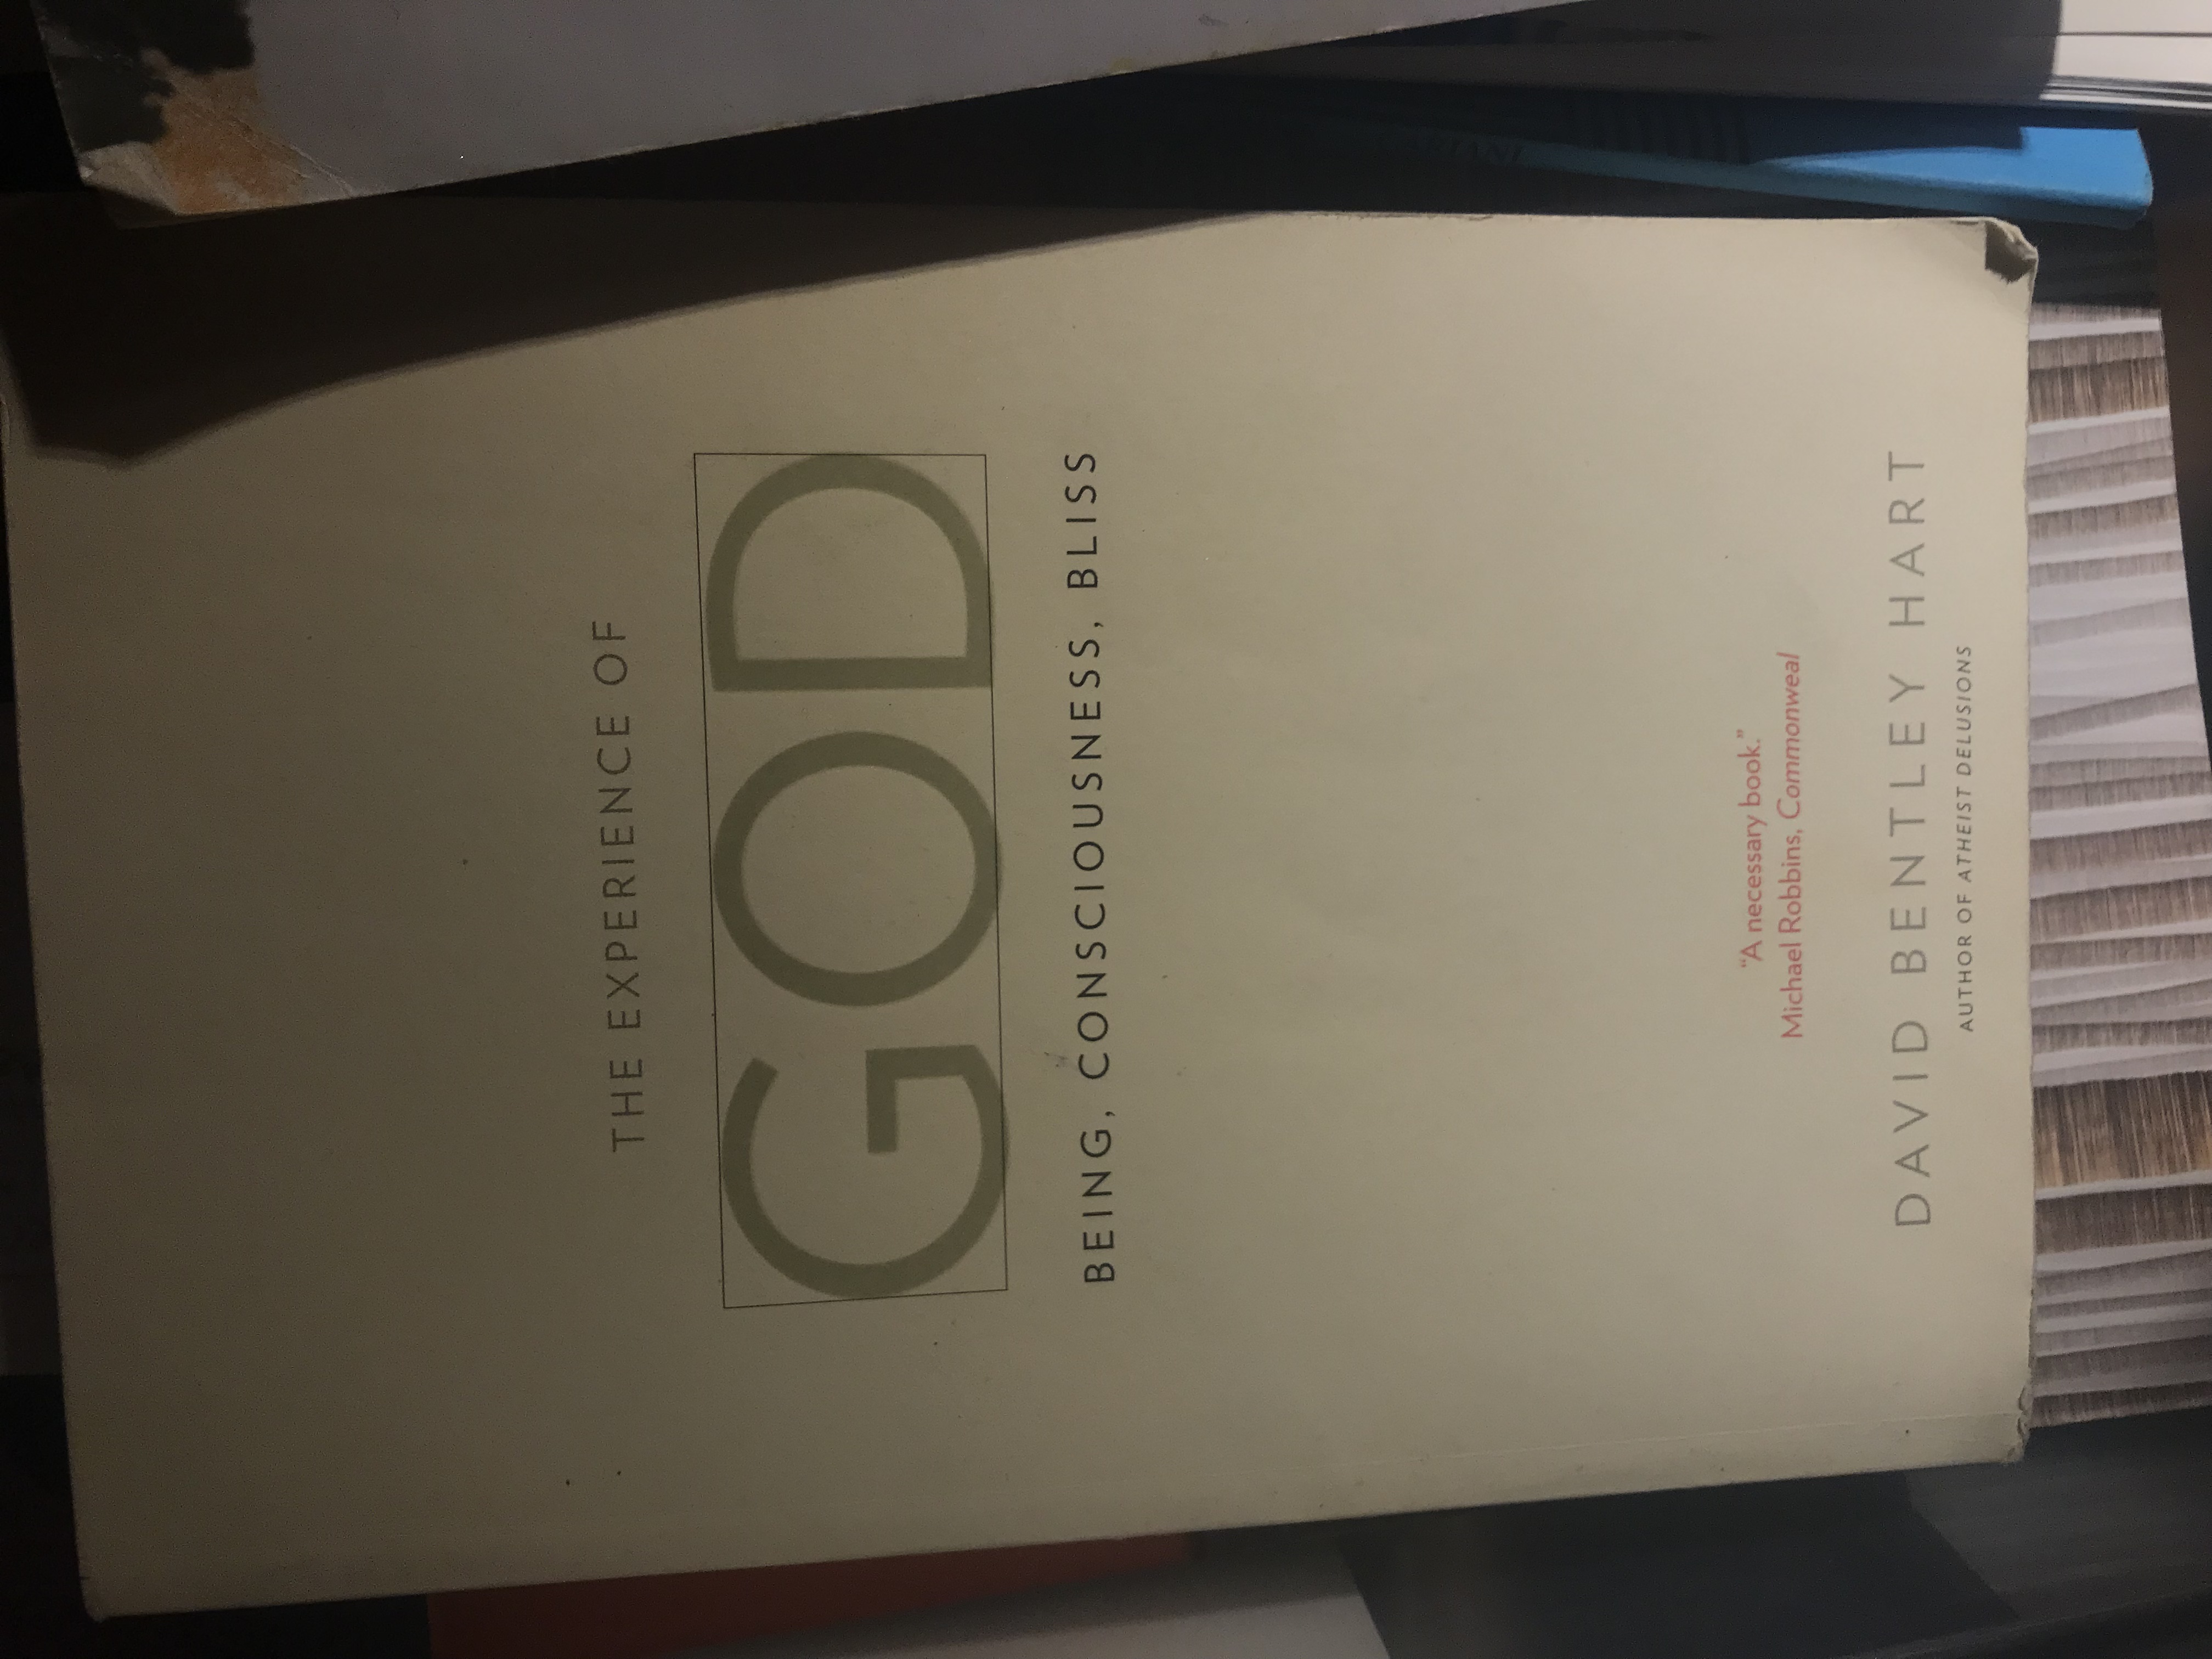 THE EXPERIENCE OF
GOD
BEING, CONSCIOUSNESS, BLISS
“A necessary book.”
Michael Robbins, Commonweal
DAVID BENTLEY HART
AUTHOR OF ATHEIST DELUSIONS